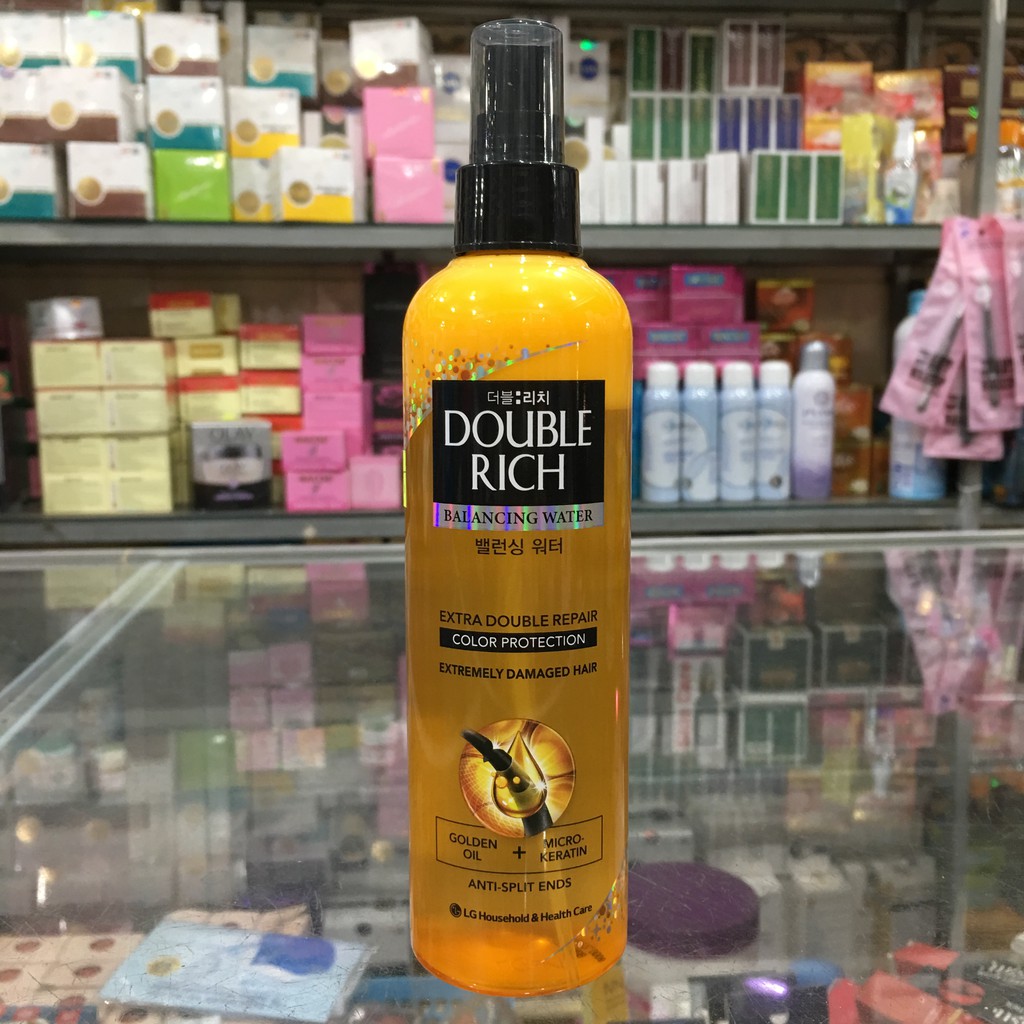 더블:리치
DOUBLE
RICH
BALANCING WATER
밸런싱 워터
EXTRA DOUBLE REPAIR
COLOR PROTECTION
EXTREMELY DAMAGED HAIR
GOLDEN
OIL
+
MICRO-
KERATIN
ANTI-SPLIT ENDS
LG Household & Health Care
OLAY